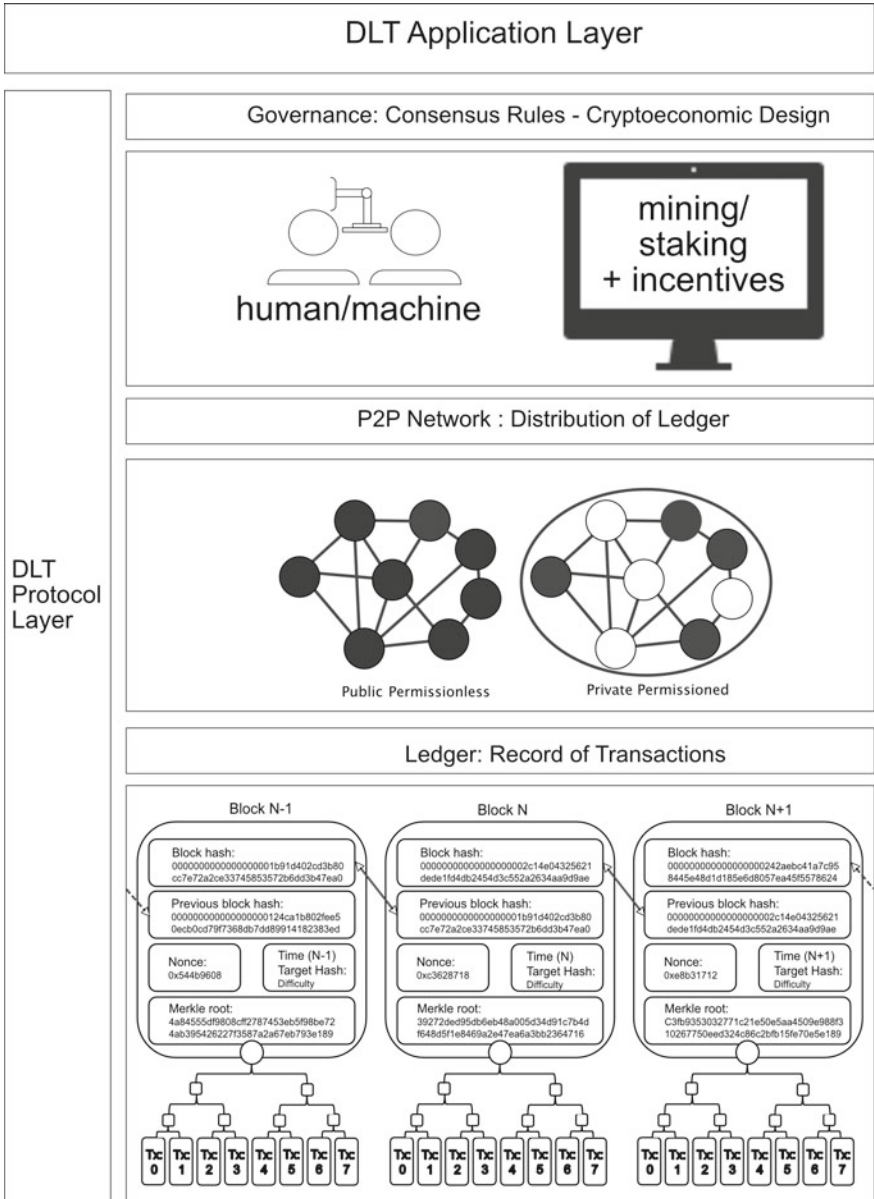 DLT Application Layer
Governance: Consensus Rules - Cryptoeconomic Design
human/machine
mining/
staking
+ incentives
P2P Network : Distribution of Ledger
DLT
Protocol
Layer
Public Permissionless
Private Permissioned
Ledger: Record of Transactions
Block N-1
Block hash:
0000000000000000001b91d402cd3b80
cc7e72a2ce33745853572b6dd3b47ea0
Previous block hash:
000000000000000000124ca1b802fee5
0ecb0cd79f7368db7dd89914182383ed
Nonce:
0x544b9608
Time (N-1)
Target Hash:
Difficulty
Merkle root:
4a84555df9808cff2787453eb5f98be72
4ab395426227f3587a2a67eb793e189
Tx 0
Tx 1
Tx 2
Tx 3
Tx 4
Tx 5
Tx 6
Tx 7
Block N
Block hash:
00000000000000000002c14e04325621
dede1fd4db2454d3c552a2634aa9d9ae
Previous block hash:
0000000000000000001b91d402cd3b80
cc7e72a2ce33745853572b6dd3b47ea0
Nonce:
0xc3628718
Time (N)
Target Hash:
Difficulty
Merkle root:
39272ded95db6eb48a005d34d91c7b4d
f648d5f1e8469a2e47ea6a3bb2364716
Tx 0
Tx 1
Tx 2
Tx 3
Tx 4
Tx 5
Tx 6
Tx 7
Block N+1
Block hash:
000000000000000000242aebc41a7c95
8445e48d1d185e6d8057ea45f5578624
Previous block hash:
00000000000000000002c14e04325621
dede1fd4db2454d3c552a2634aa9d9ae
Nonce:
0xe8b31712
Time (N+1)
Target Hash:
Difficulty
Merkle root:
C3fb9353032771c21e50e5aa4509e988f3
10267750eed324c86c2bfb15fe70e5e189
Tx 0
Tx 1
Tx 2
Tx 3
Tx 4
Tx 5
Tx 6
Tx 7